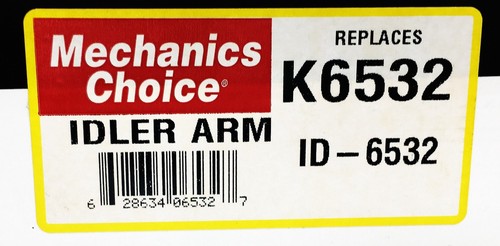 Mechanics
Choice®
IDLER ARM
6 28634 06532 7
REPLACES
K6532
ID-6532